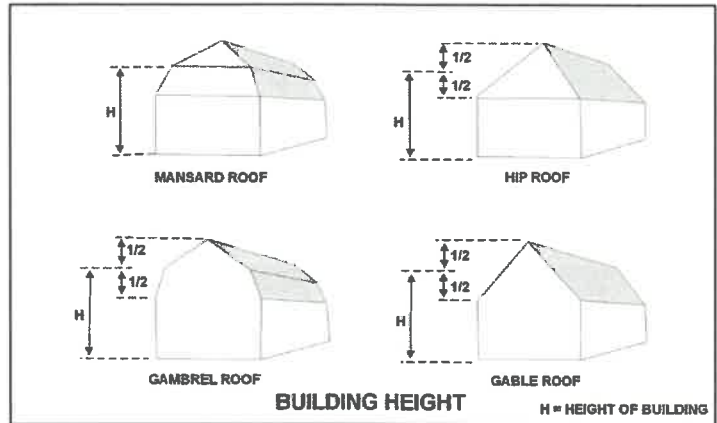 H
MANSARD ROOF
1/2
1/2
H
HIP ROOF
1/2
1/2
H
GAMBREL ROOF
1/2
1/2
H
GABLE ROOF
BUILDING HEIGHT
H = HEIGHT OF BUILDING